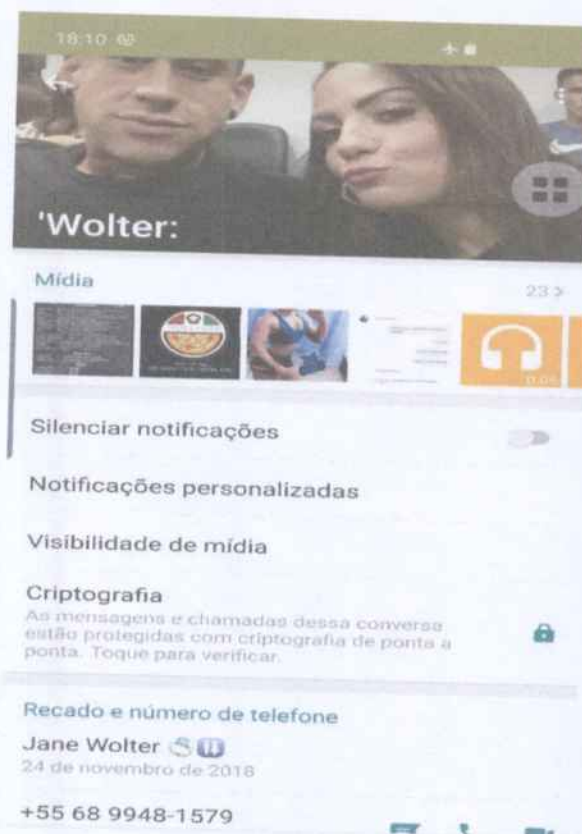 18:10
'Wolter:
Mídia
23 >
0:04
Silenciar notificações
Notificações personalizadas
Visibilidade de mídia
Criptografia
As mensagens e chamadas dessa conversa
estão protegidas com criptografia de ponta a
ponta. Toque para verificar.
Recado e número de telefone
Jane Wolter
24 de novembro de 2018
+55 68 9948-1579